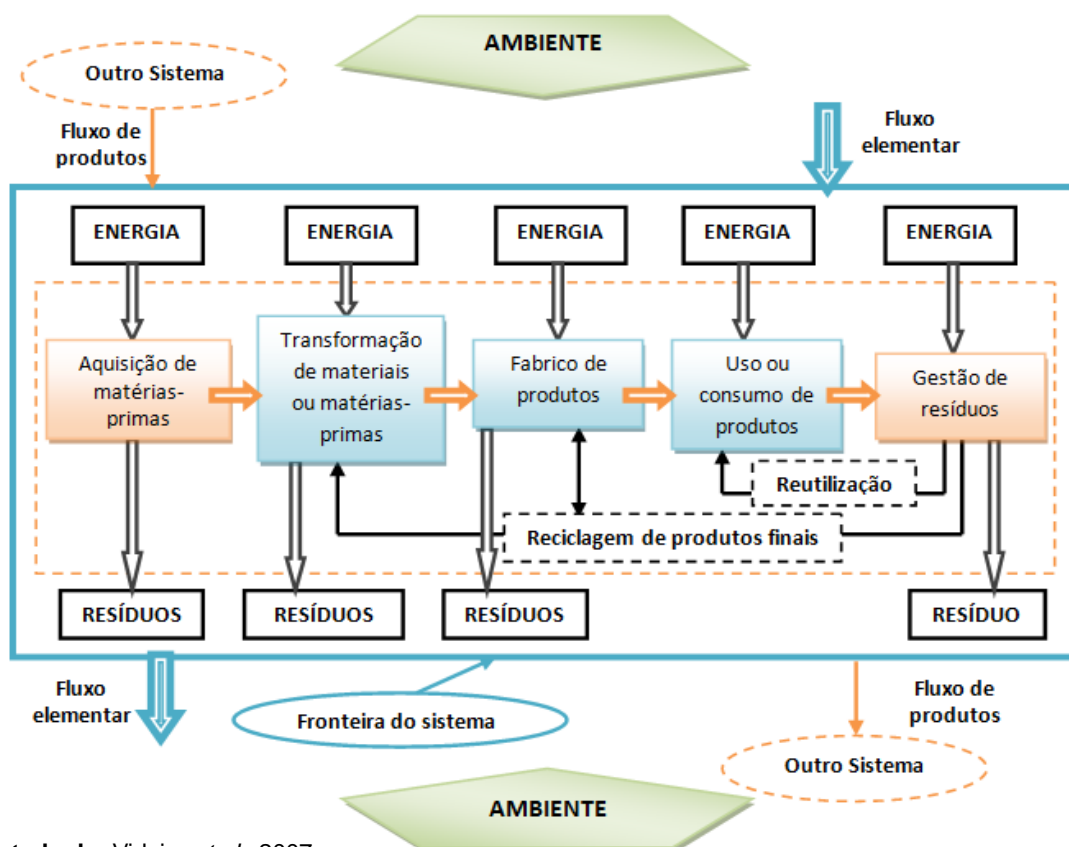 AMBIENTE
Outro Sistema
Fluxo de
produtos
Fluxo
elementar
ENERGIA
ENERGIA
ENERGIA
ENERGIA
ENERGIA
Aquisição de
matérias-
primas
Transformação
de materiais
ou matérias-
primas
Fabrico de
produtos
Uso ou
consumo de
produtos
Gestão de
resíduos
Reutilização
Reciclagem de produtos finais
RESÍDUOS
RESÍDUOS
RESÍDUOS
RESÍDUO
Fluxo
elementar
Fronteira do sistema
Fluxo de
produtos
Outro Sistema
AMBIENTE